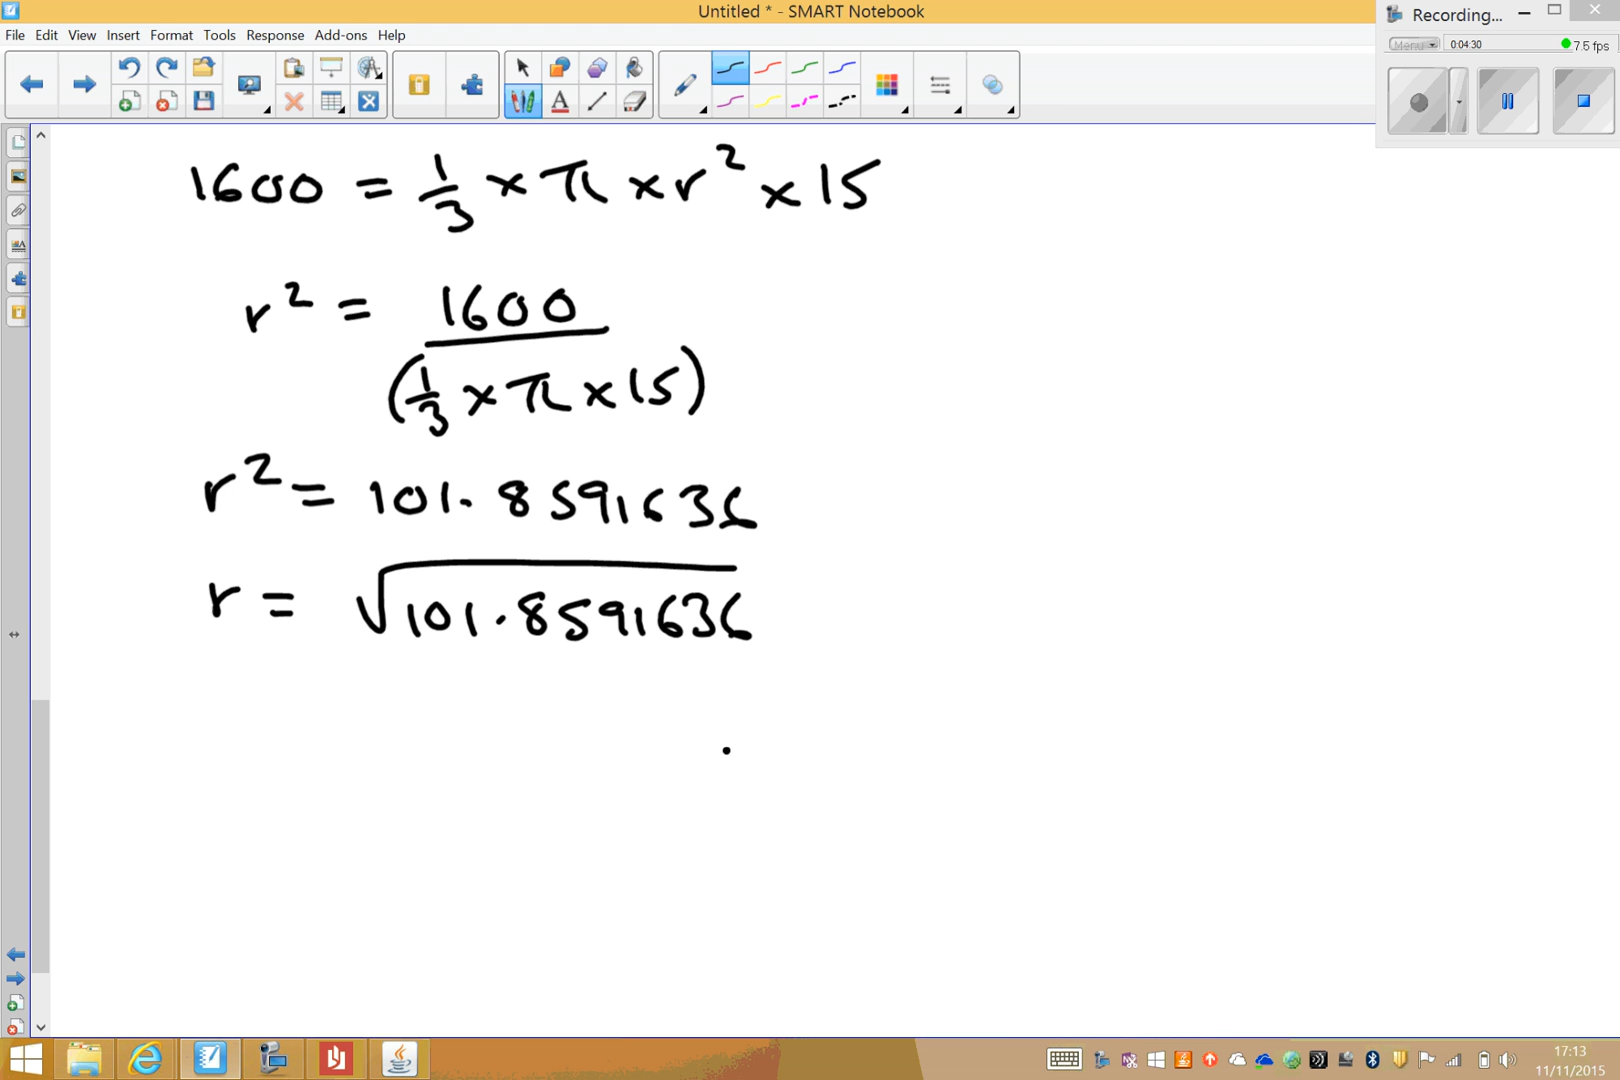 Untitled * - SMART Notebook
Recording...
File Edit View Insert Format Tools Response Add-ons Help
Menu 0:04:30 7.5 fps
1600 = 1/3 × π × r² × 15
r² = 1600
(1/3 × π × 15)
r² = 101.8591636
r = √101.8591636
17:13
11/11/2015